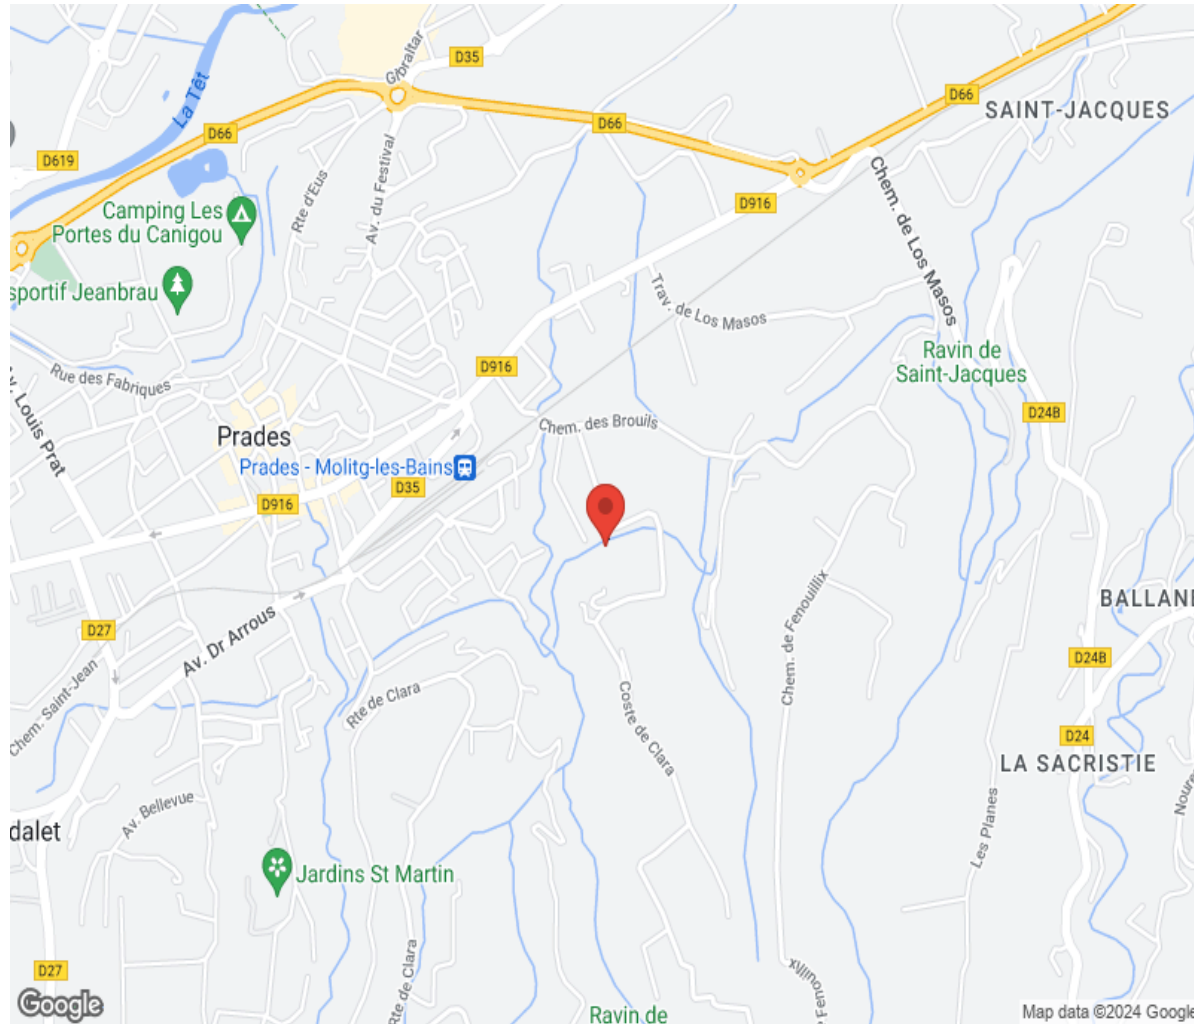 Gibraltar
D35
La Têt
D66
D66
D66
SAINT-JACQUES
D619
Av. du Festival
Rte d'Eus
Chem. de Los Masos
D916
Camping Les
Portes du Canigou
sportif Jeanbrau
Trav. de Los Masos
Ravin de
Saint-Jacques
D916
Rue des Fabriques
Louis Prat
D24B
Chem. des Brouils
Prades
Prades - Molitg-les-Bains
D35
D916
Chem. de Fenouillix
BALLANE
D27
Av. Dr Arrous
D24B
Chem. Saint-Jean
Rte de Clara
Coste de Clara
D24
LA SACRISTIE
Noure
Av. Bellevue
dalet
Les Planes
Jardins St Martin
Rte de Clara
Fenouillix
D27
Google
Ravin de
Map data ©2024 Google